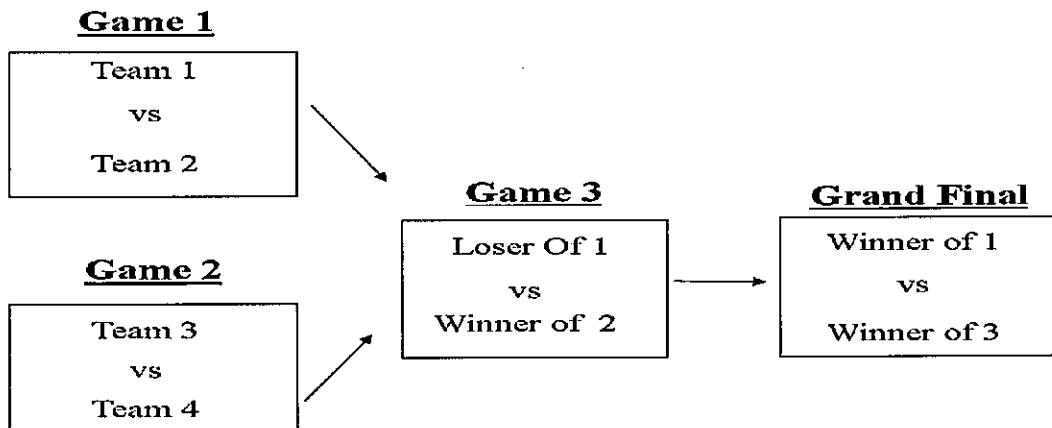 Game 1
Team 1
vs
Team 2
Game 2
Team 3
vs
Team 4
Game 3
Loser Of 1
vs
Winner of 2
Grand Final
Winner of 1
vs
Winner of 3